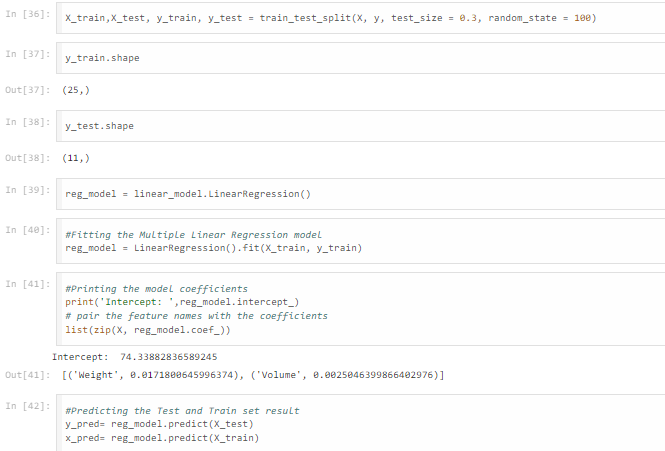 In [36]: X_train,X_test, y_train, y_test = train_test_split(X, y, test_size = 0.3, random_state = 100)
In [37]: y_train.shape
Out[37]: (25,)
In [38]: y_test.shape
Out[38]: (11,)
In [39]: reg_model = linear_model.LinearRegression()
In [40]: #Fitting the Multiple Linear Regression model
reg_model = LinearRegression().fit(X_train, y_train)
In [41]: #Printing the model coefficients
print('Intercept: ',reg_model.intercept_)
# pair the feature names with the coefficients
list(zip(X, reg_model.coef_))
Intercept:  74.33882836589245
Out[41]: [('Weight', 0.0171800645996374), ('Volume', 0.0025046399866402976)]
In [42]: #Predicting the Test and Train set result
y_pred= reg_model.predict(X_test)
x_pred= reg_model.predict(X_train)